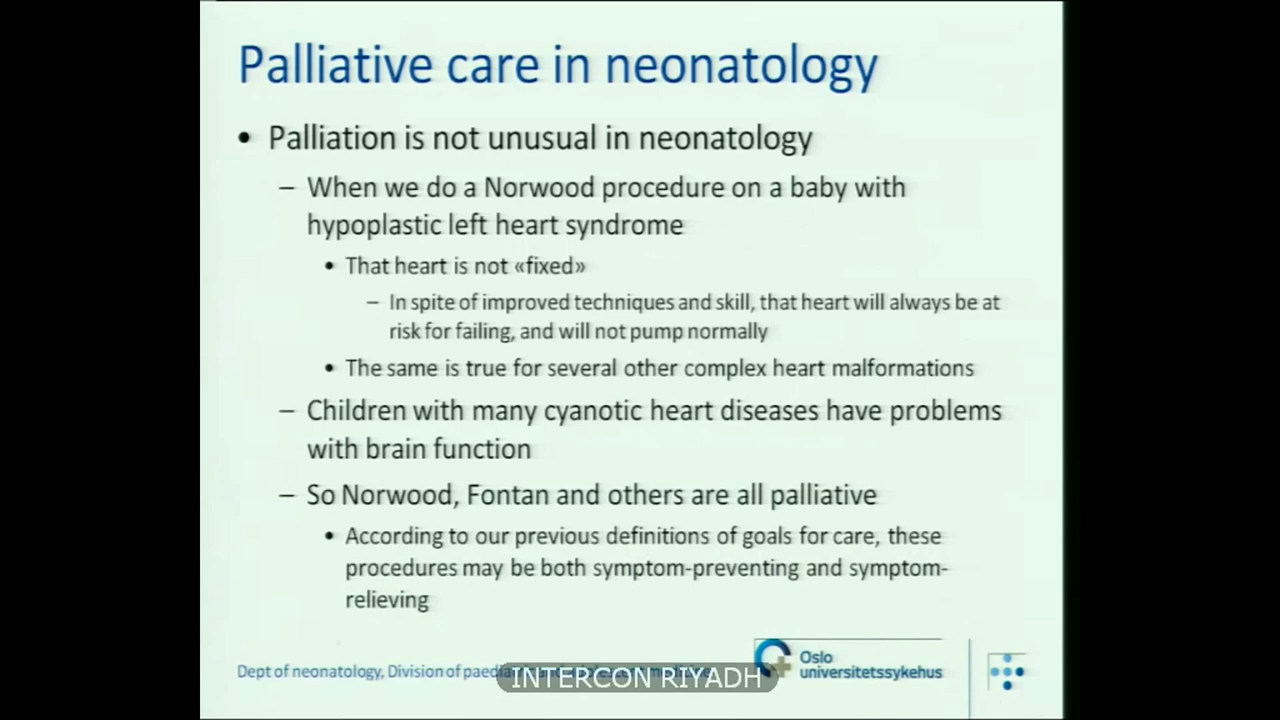 Palliative care in neonatology
• Palliation is not unusual in neonatology
– When we do a Norwood procedure on a baby with
hypoplastic left heart syndrome
• That heart is not «fixed»
– In spite of improved techniques and skill, that heart will always be at
risk for failing, and will not pump normally
• The same is true for several other complex heart malformations
– Children with many cyanotic heart diseases have problems
with brain function
– So Norwood, Fontan and others are all palliative
• According to our previous definitions of goals for care, these
procedures may be both symptom-preventing and symptom-
relieving
Dept of neonatology, Division of
INTERCON RIYADH
Oslo
universitetssykehus